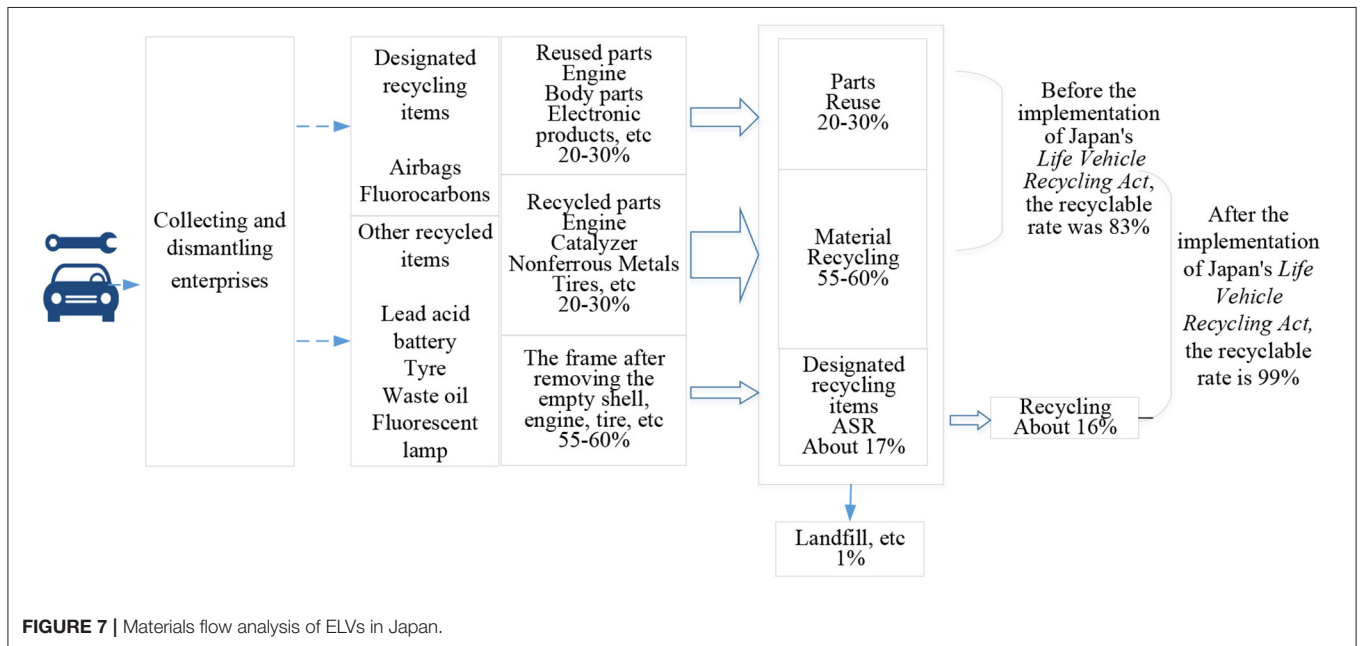 Collecting and
dismantling
enterprises
Designated
recycling
items
Airbags
Fluorocarbons
Other recycled
items
Lead acid
battery
Tyre
Waste oil
Fluorescent
lamp
Reused parts
Engine
Body parts
Electronic
products, etc
20-30%
Recycled parts
Engine
Catalyzer
Nonferrous Metals
Tires, etc
20-30%
The frame after
removing the
empty shell,
engine, tire, etc
55-60%
Parts
Reuse
20-30%
Material
Recycling
55-60%
Designated
recycling
items
ASR
About 17%
Landfill, etc
1%
Recycling
About 16%
Before the
implementation
of Japan's
Life Vehicle
Recycling Act,
the recyclable
rate was 83%
After the
implementation
of Japan's Life
Vehicle
Recycling Act,
the recyclable
rate is 99%
FIGURE 7 | Materials flow analysis of ELVs in Japan.